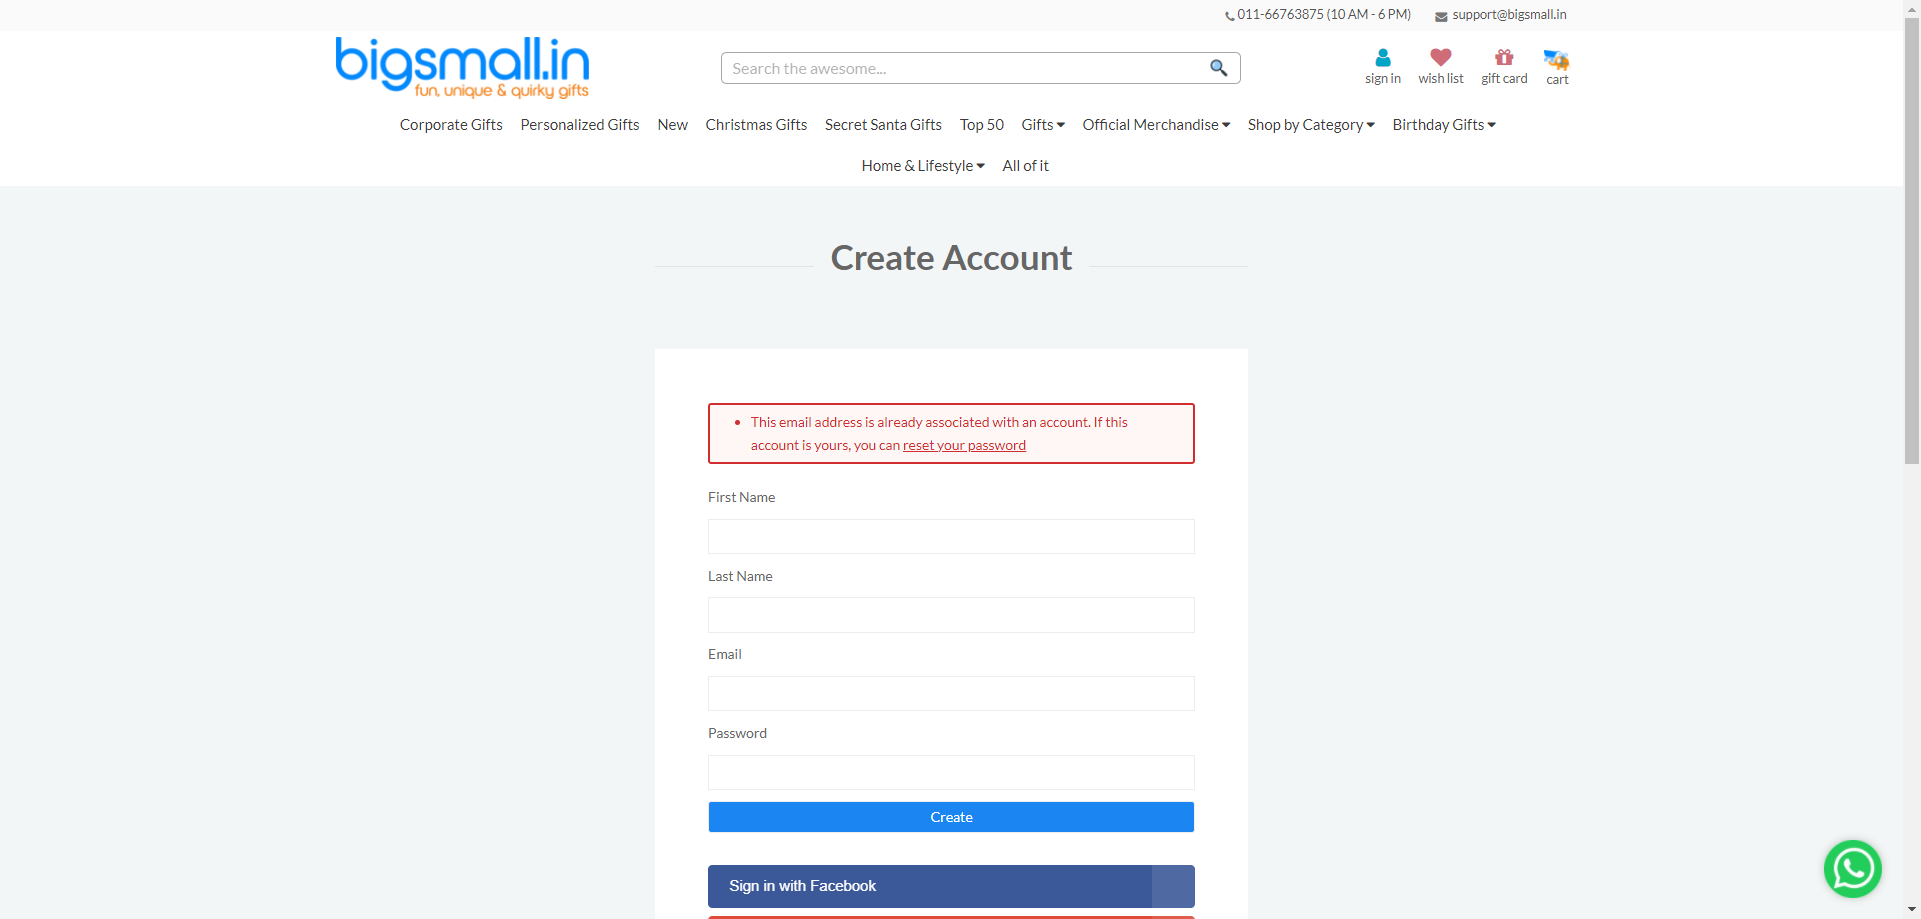 011-66763875 (10 AM - 6 PM) support@bigsmall.in
bigsmall.in
fun, unique & quirky gifts
Search the awesome...
sign in wish list gift card cart
Corporate Gifts Personalized Gifts New Christmas Gifts Secret Santa Gifts Top 50 Gifts Official Merchandise Shop by Category Birthday Gifts
Home & Lifestyle All of it
Create Account
This email address is already associated with an account. If this
account is yours, you can reset your password
First Name
Last Name
Email
Password
Create
Sign in with Facebook